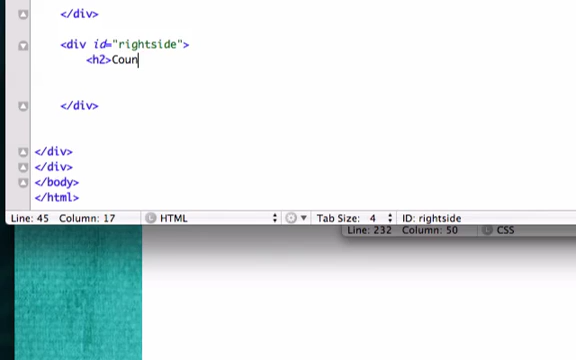 </div>
<div id="rightside">
<h2>Coun
</div>
</div>
</div>
</body>
</html>
Line: 45 Column: 17 L HTML Tab Size: 4 ID: rightside
Line: 232 Column: 50 L CSS